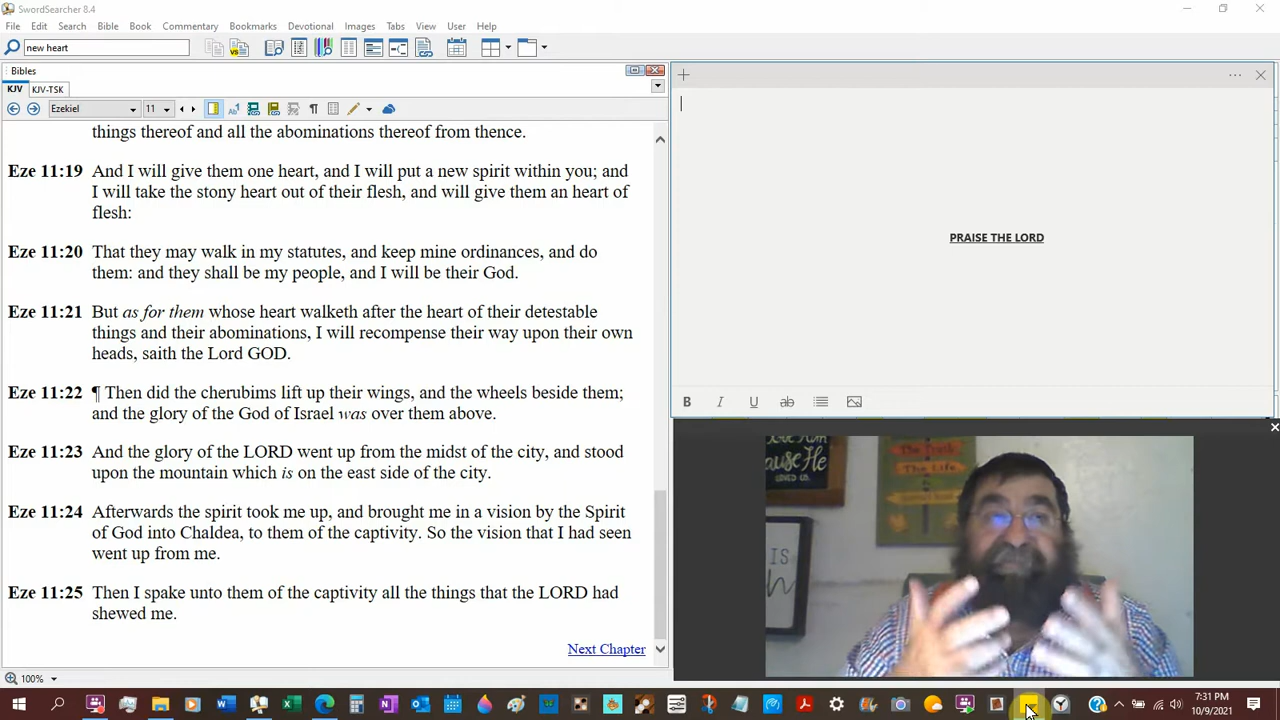 SwordSearcher 8.4
File Edit Search Bible Book Commentary Bookmarks Devotional Images Tabs View User Help
new heart
Bibles
KJV KJV-TSK
Ezekiel 11
things thereof and all the abominations thereof from thence.
Eze 11:19 And I will give them one heart, and I will put a new spirit within you; and
I will take the stony heart out of their flesh, and will give them an heart of
flesh:
Eze 11:20 That they may walk in my statutes, and keep mine ordinances, and do
them: and they shall be my people, and I will be their God.
Eze 11:21 But as for them whose heart walketh after the heart of their detestable
things and their abominations, I will recompense their way upon their own
heads, saith the Lord GOD.
Eze 11:22 ¶ Then did the cherubims lift up their wings, and the wheels beside them;
and the glory of the God of Israel was over them above.
Eze 11:23 And the glory of the LORD went up from the midst of the city, and stood
upon the mountain which is on the east side of the city.
Eze 11:24 Afterwards the spirit took me up, and brought me in a vision by the Spirit
of God into Chaldea, to them of the captivity. So the vision that I had seen
went up from me.
Eze 11:25 Then I spake unto them of the captivity all the things that the LORD had
shewed me.
Next Chapter
100%
PRAISE THE LORD
B I U ab
ause He
LOVED US.
The Truth
The Life
IS
7:31 PM
10/9/2021